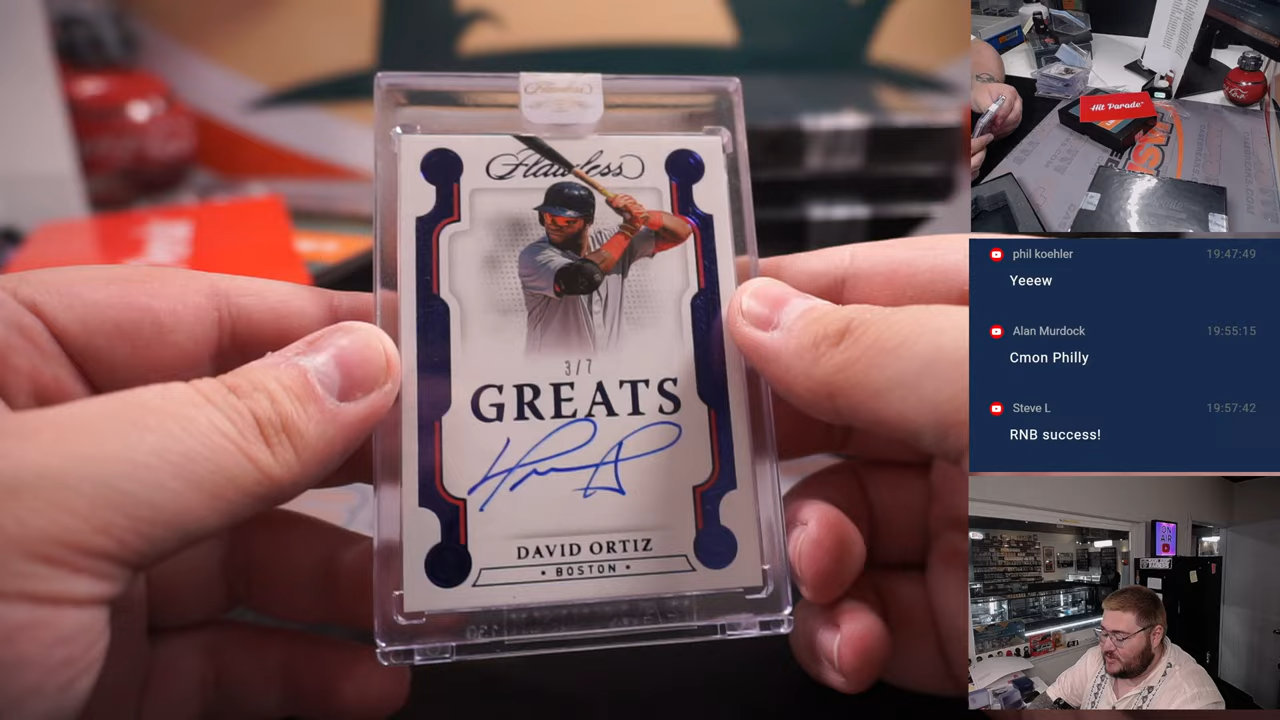 Flawless
Flawless
3/7
GREATS
DAVID ORTIZ
• BOSTON •
Hit Parade
phil koehler 19:47:49
Yeeew
Alan Murdock 19:55:15
Cmon Philly
Steve L 19:57:42
RNB success!
ON
AIR